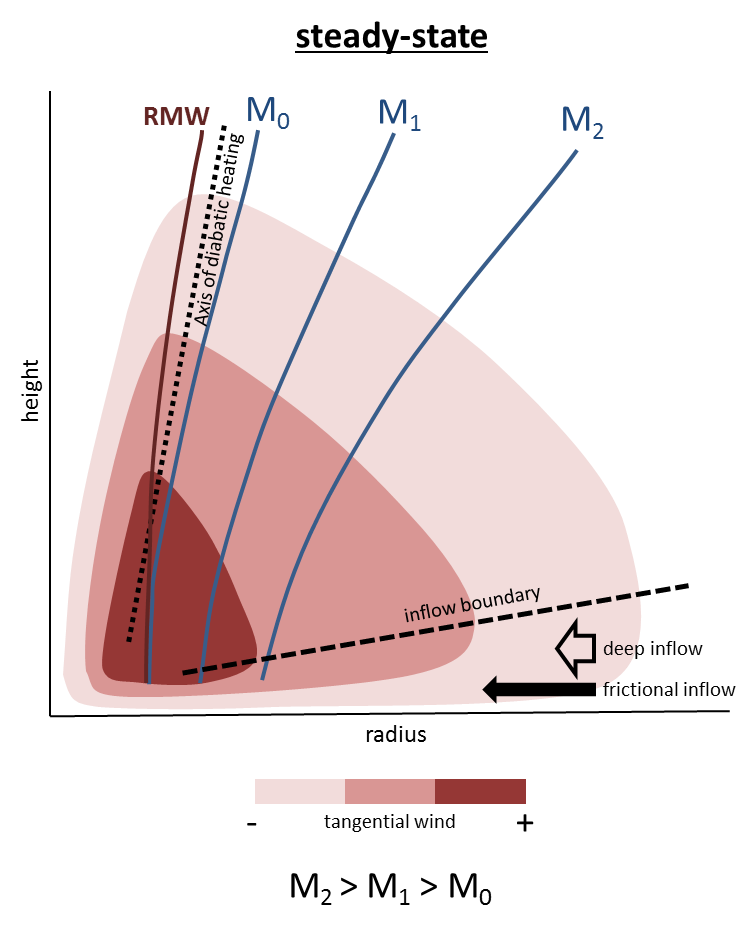 steady-state
RMW
M0
M1
M2
Axis of diabatic heating
height
inflow boundary
deep inflow
frictional inflow
radius
- tangential wind +
M2 > M1 > M0